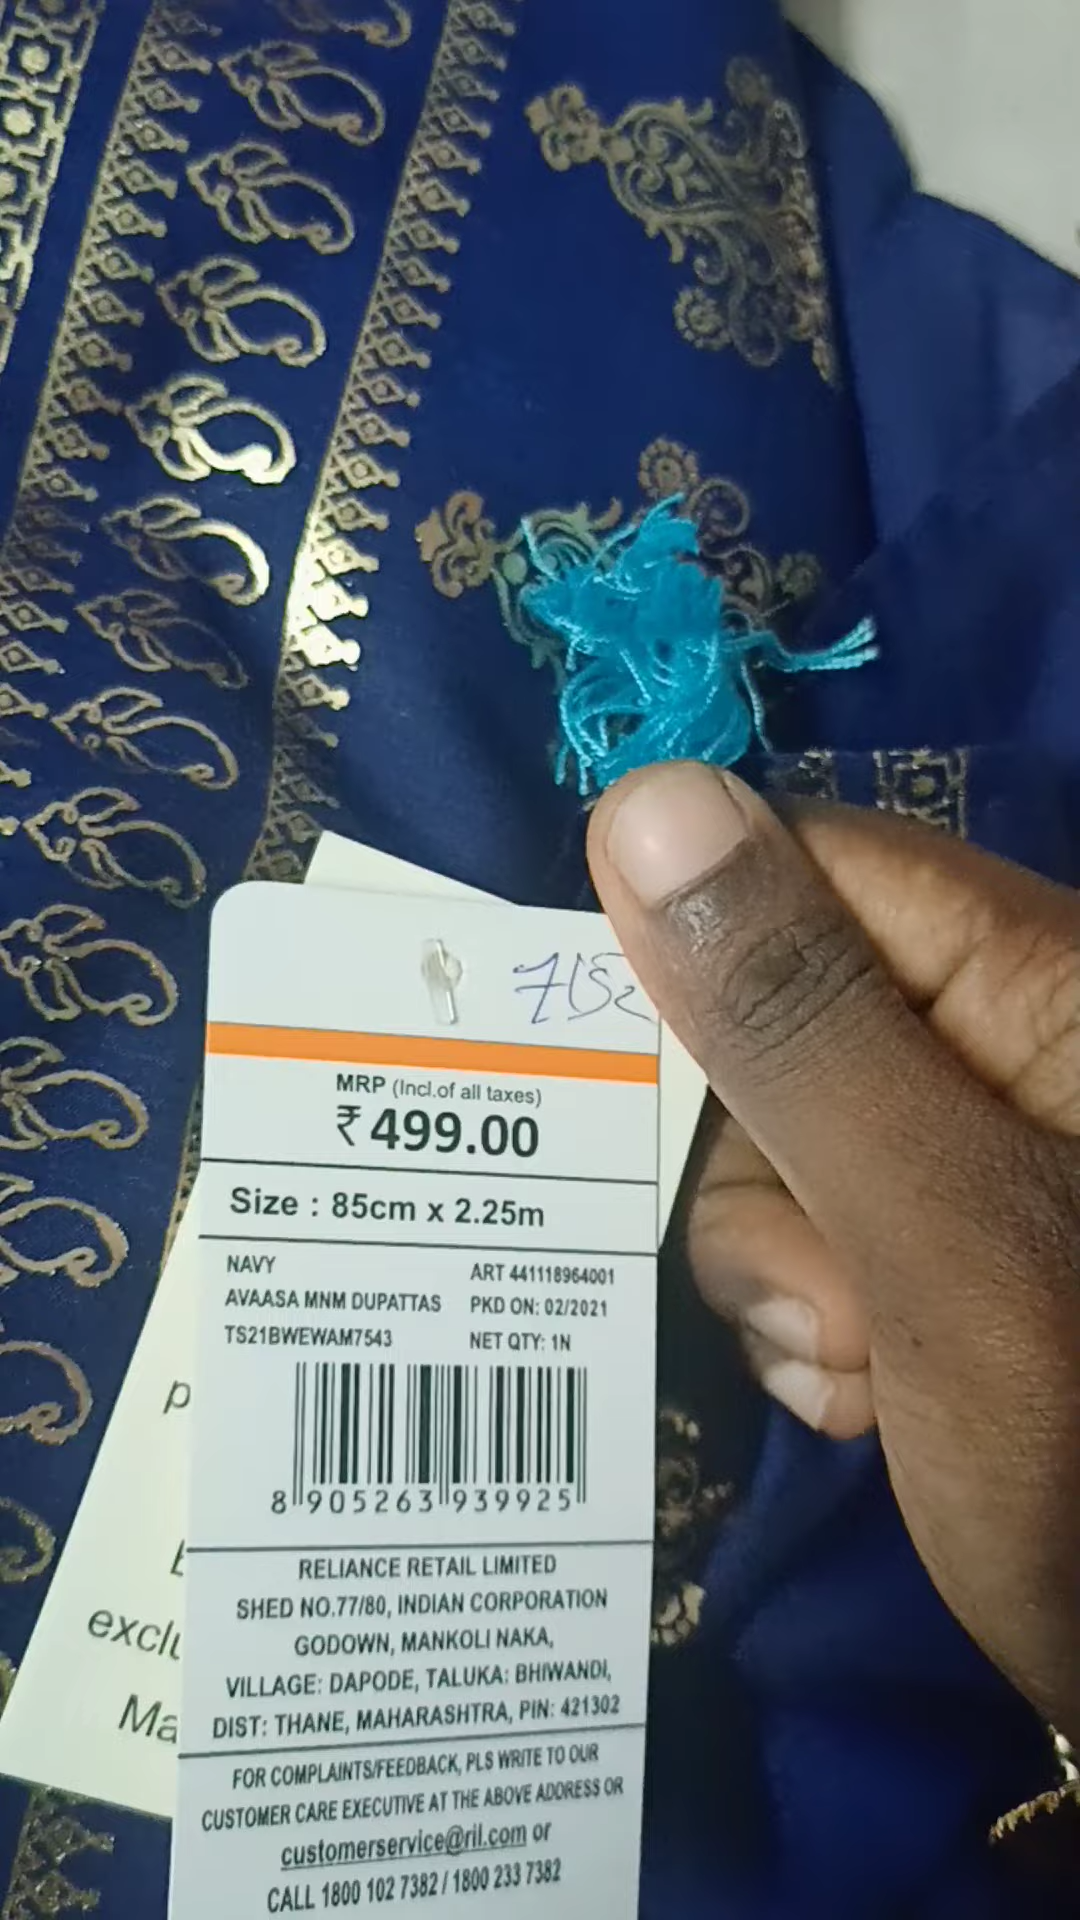 MRP (Incl.of all taxes)
₹499.00
Size : 85cm x 2.25m
NAVY
ART 441118964001
AVAASA MNM DUPATTAS
PKD ON: 02/2021
TS21BWEWAM7543
NET QTY: 1N
8 905263 939925
RELIANCE RETAIL LIMITED
SHED NO.77/80, INDIAN CORPORATION
GODOWN, MANKOLI NAKA,
VILLAGE: DAPODE, TALUKA: BHIWANDI,
DIST: THANE, MAHARASHTRA, PIN: 421302
FOR COMPLAINTS/FEEDBACK, PLS WRITE TO OUR
CUSTOMER CARE EXECUTIVE AT THE ABOVE ADDRESS OR
customerservice@ril.com or
CALL 1800 102 7382 / 1800 233 7382